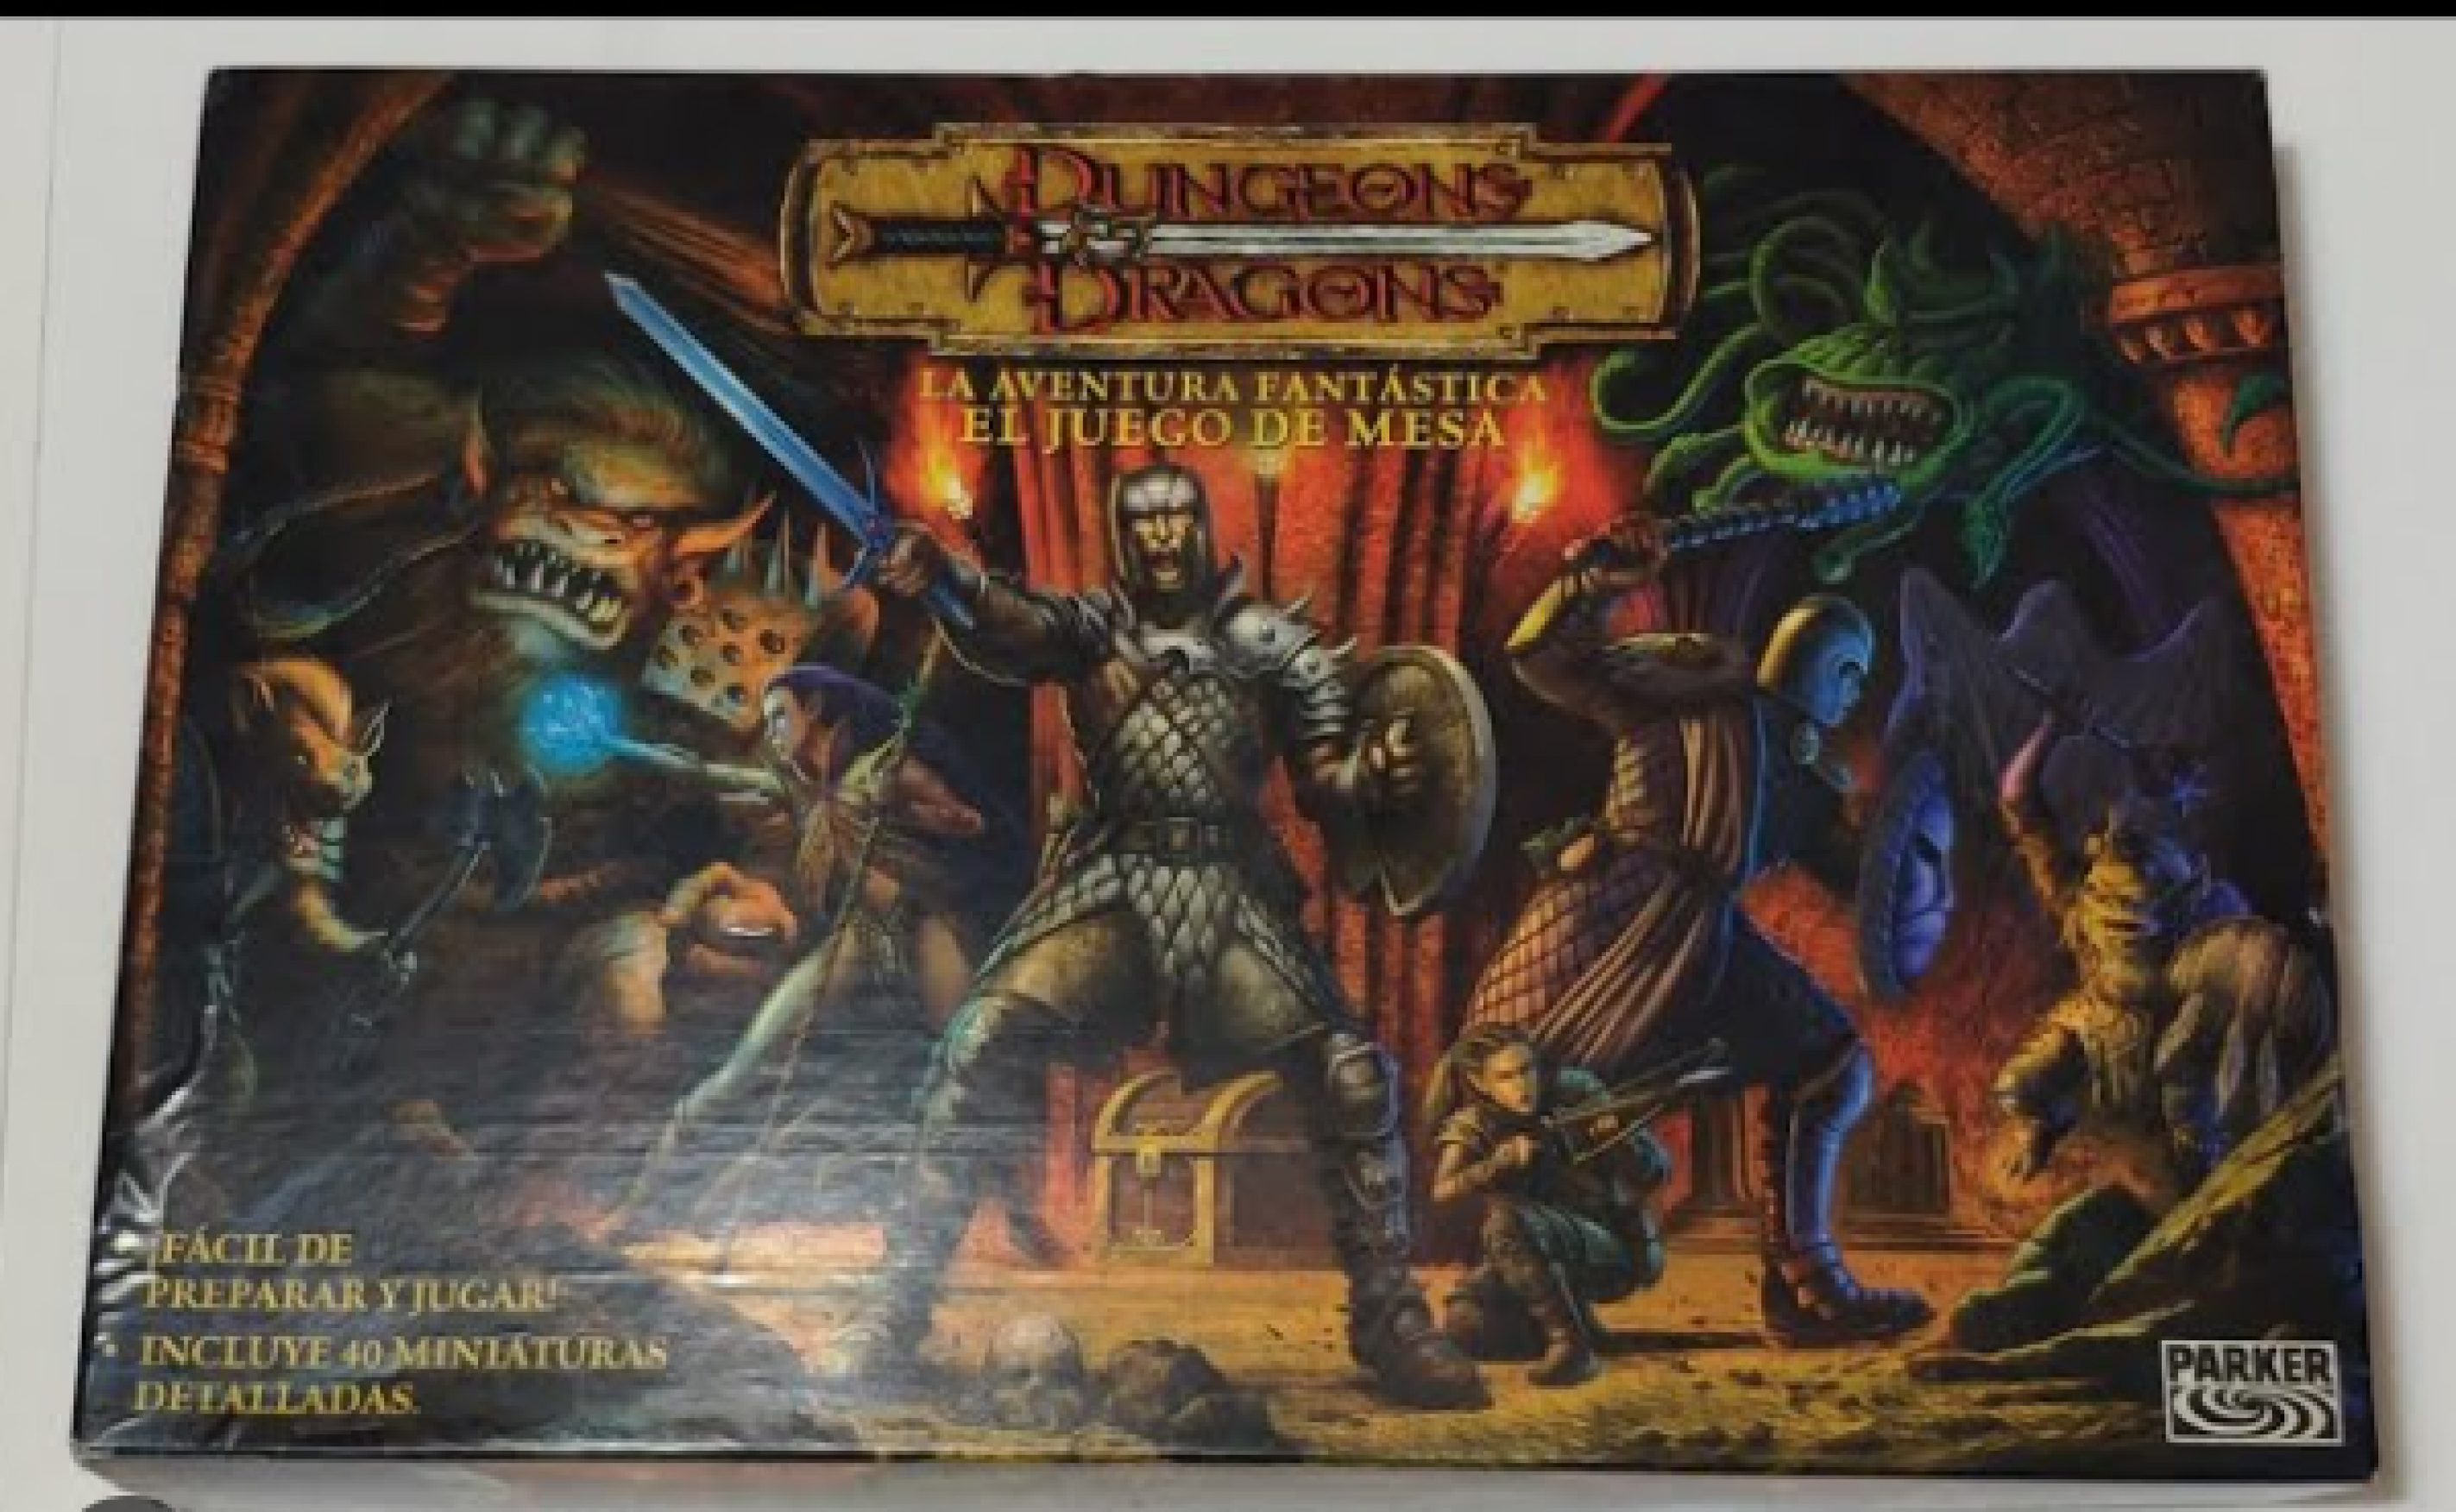 DUNGEONS
DRAGONS
LA AVENTURA FANTÁSTICA
EL JUEGO DE MESA
¡FÁCIL DE
PREPARAR Y JUGAR!
INCLUYE 40 MINIATURAS
DETALLADAS.
PARKER